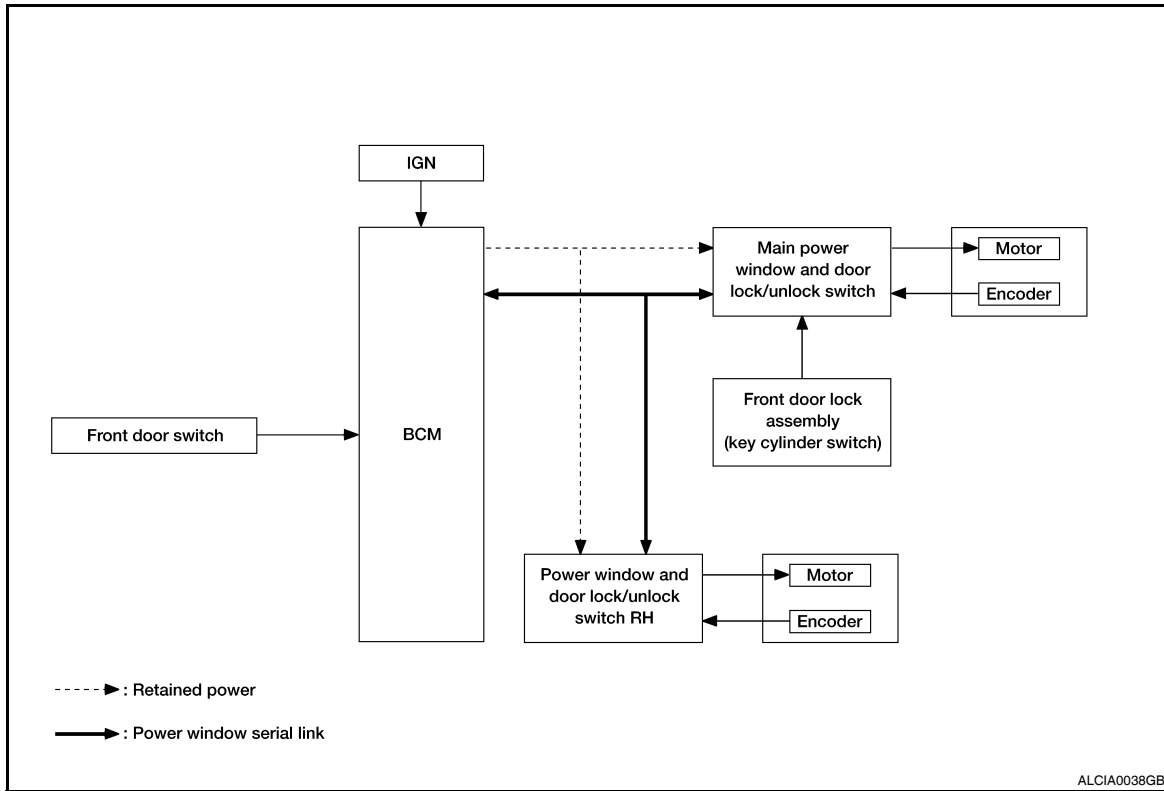 IGN
Main power
window and door
lock/unlock switch
Motor
Encoder
Front door lock
assembly
(key cylinder switch)
Front door switch
BCM
Power window and
door lock/unlock
switch RH
Motor
Encoder
: Retained power
: Power window serial link
ALCIA0038GB